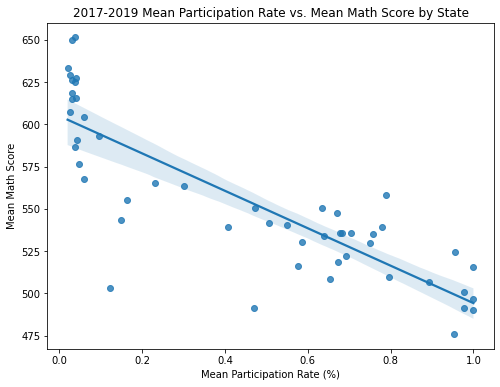 2017-2019 Mean Participation Rate vs. Mean Math Score by State
Mean Math Score
650
625
600
575
550
525
500
475
0.0 0.2 0.4 0.6 0.8 1.0
Mean Participation Rate (%)